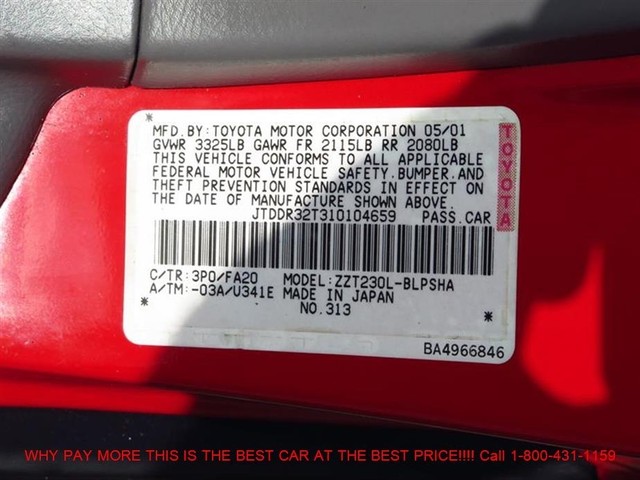 MFD.BY:TOYOTA MOTOR CORPORATION 05/01
GVWR 3325LB GAWR FR 2115LB RR 2080LB
THIS VEHICLE CONFORMS TO ALL APPLICABLE
FEDERAL MOTOR VEHICLE SAFETY.BUMPER.AND
THEFT PREVENTION STANDARDS IN EFFECT ON
THE DATE OF MANUFACTURE SHOWN ABOVE.
JTDDR32T310104659 PASS.CAR
TOYOTA
C/TR:3P0/FA20 MODEL:ZZT230L-BLPSHA
A/TM:-03A/U341E MADE IN JAPAN
NO.313
BA4966846
WHY PAY MORE THIS IS THE BEST CAR AT THE BEST PRICE!!!! Call 1-800-431-1159